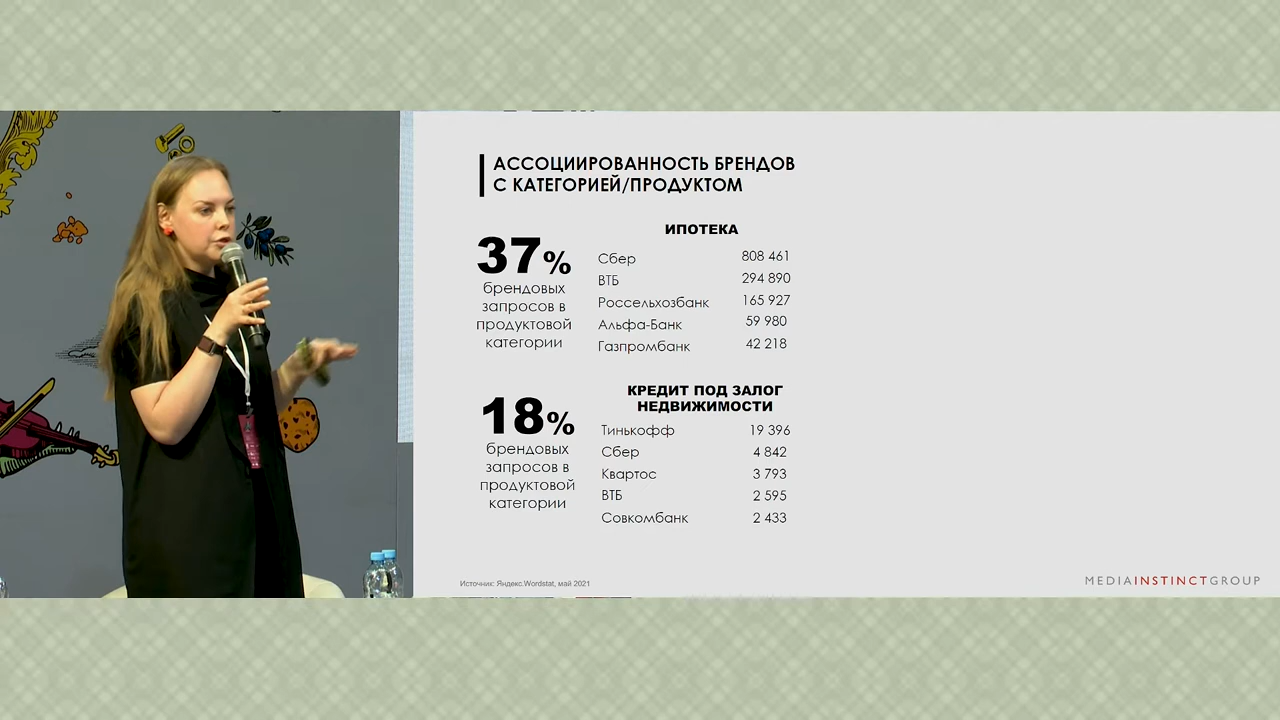 АССОЦИИРОВАННОСТЬ БРЕНДОВ
С КАТЕГОРИЕЙ/ПРОДУКТОМ
37%
брендовых
запросов в
продуктовой
категории
ИПОТЕКА
Сбер 808 461
ВТБ 294 890
Россельхозбанк 165 927
Альфа-Банк 59 980
Газпромбанк 42 218
18%
брендовых
запросов в
продуктовой
категории
КРЕДИТ ПОД ЗАЛОГ
НЕДВИЖИМОСТИ
Тинькофф 19 396
Сбер 4 842
Квартос 3 793
ВТБ 2 595
Совкомбанк 2 433
Источник: Яндекс.Wordstat, май 2021
MEDIAINSTINCTGROUP